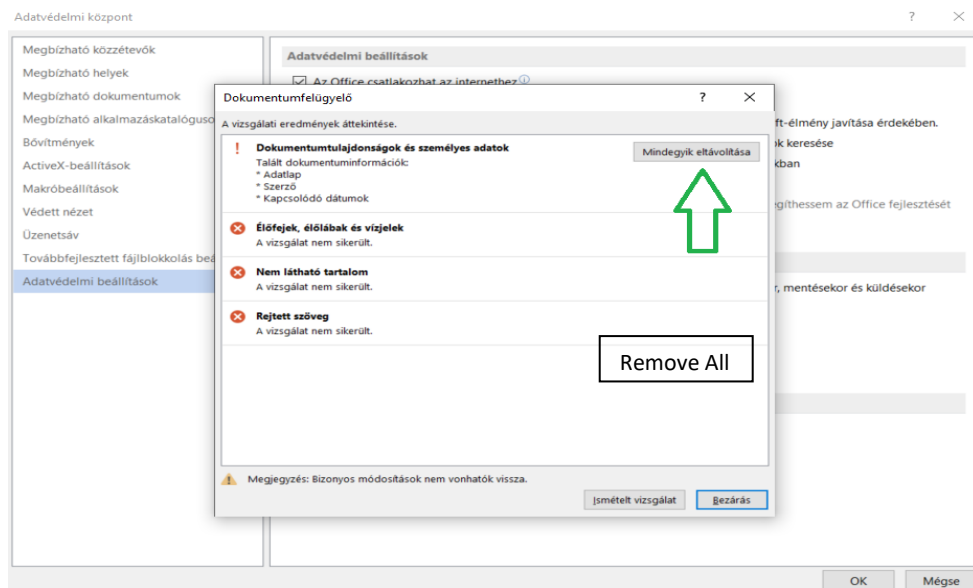 Adatvédelmi központ
Megbízható közzétevők
Megbízható helyek
Megbízható dokumentumok
Megbízható alkalmazáskatalóguso
Bővítmények
ActiveX-beállítások
Makróbeállítások
Védett nézet
Üzenetsáv
Továbbfejlesztett fájlblokkolás beá
Adatvédelmi beállítások
Adatvédelmi beállítások
Az Office csatlakozhat az internethez
ft-élmény javítása érdekében.
ok keresése
kban
egíthessem az Office fejlesztését
r, mentésekor és küldésekor
Dokumentumfelügyelő
A vizsgálati eredmények áttekintése.
Dokumentumtulajdonságok és személyes adatok
Talált dokumentuminformációk:
* Adatlap
* Szerző
* Kapcsolódó dátumok
Mindegyik eltávolítása
Élőfejek, élőlábak és vízjelek
A vizsgálat nem sikerült.
Nem látható tartalom
A vizsgálat nem sikerült.
Rejtett szöveg
A vizsgálat nem sikerült.
Remove All
Megjegyzés: Bizonyos módosítások nem vonhatók vissza.
Ismételt vizsgálat
Bezárás
OK
Mégse